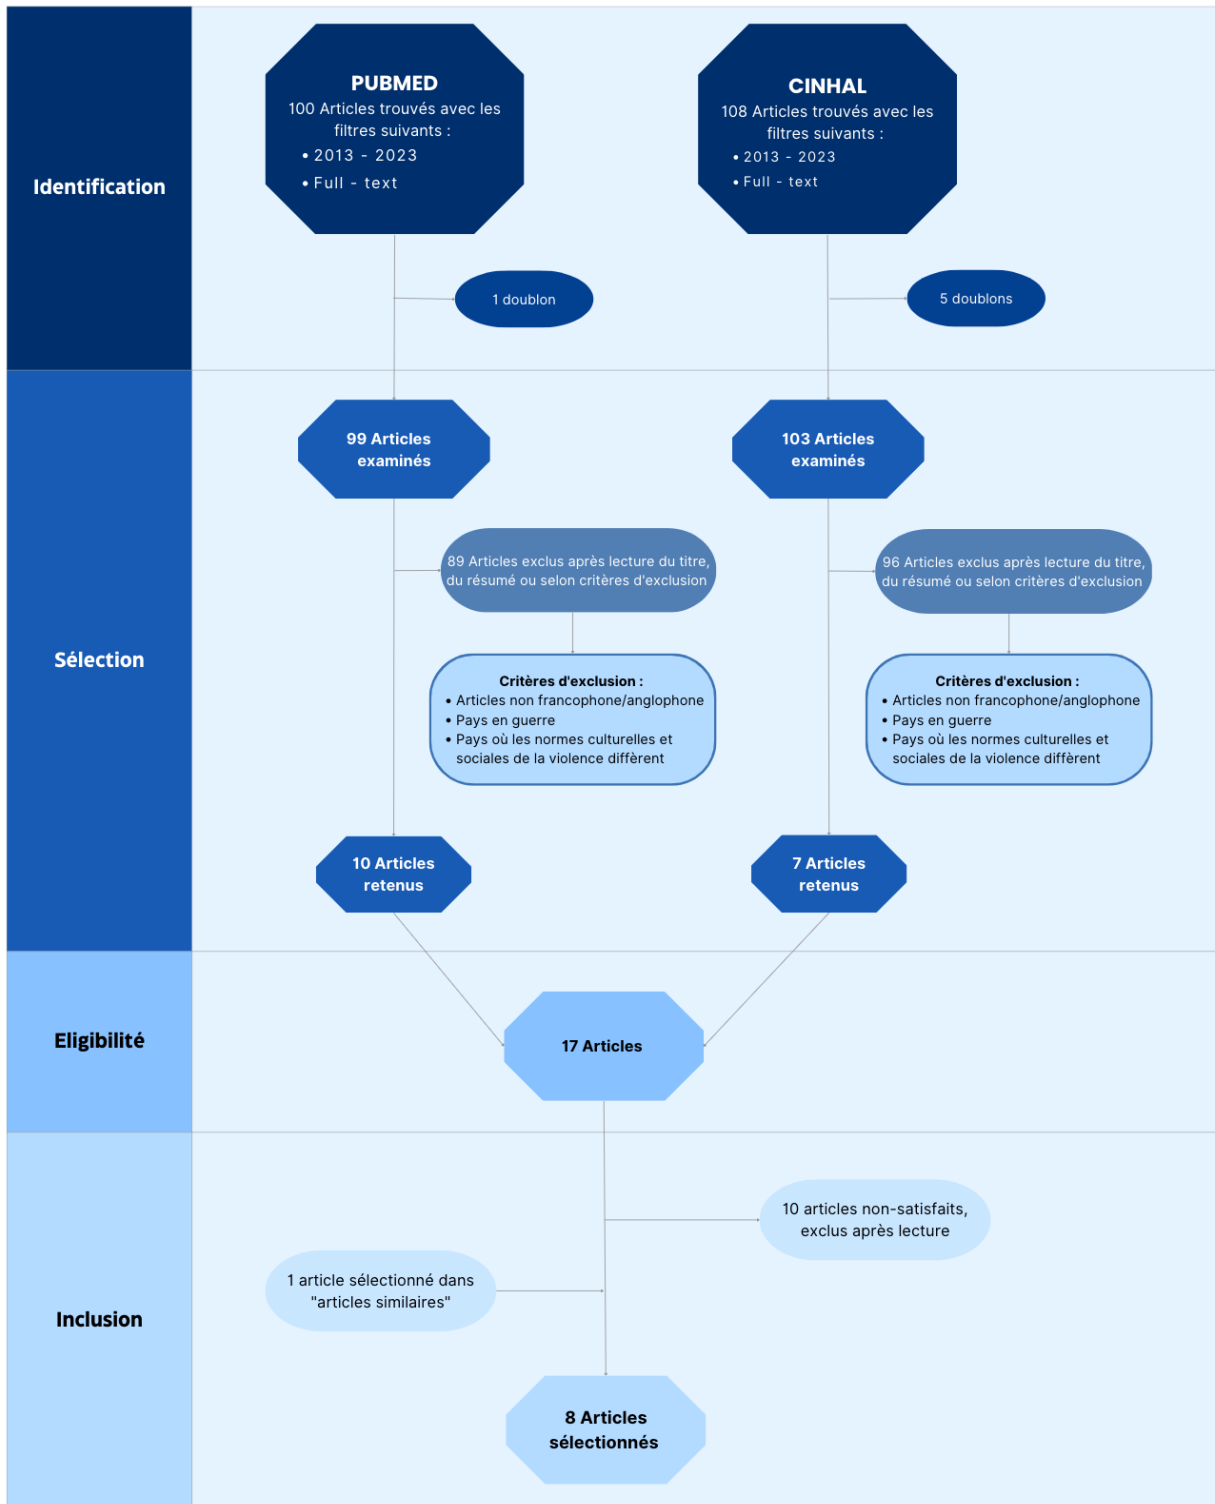 Identification
PUBMED
100 Articles trouvés avec les
filtres suivants :
• 2013 - 2023
• Full - text
CINHAL
108 Articles trouvés avec les
filtres suivants :
• 2013 - 2023
• Full - text
1 doublon
5 doublons
Sélection
99 Articles
examinés
103 Articles
examinés
89 Articles exclus après lecture du titre,
du résumé ou selon critères d'exclusion
96 Articles exclus après lecture du titre,
du résumé ou selon critères d'exclusion
Critères d'exclusion :
• Articles non francophone/anglophone
• Pays en guerre
• Pays où les normes culturelles et
sociales de la violence diffèrent
Critères d'exclusion :
• Articles non francophone/anglophone
• Pays en guerre
• Pays où les normes culturelles et
sociales de la violence diffèrent
10 Articles
retenus
7 Articles
retenus
Eligibilité
17 Articles
Inclusion
10 articles non-satisfaits,
exclus après lecture
1 article sélectionné dans
"articles similaires"
8 Articles
sélectionnés